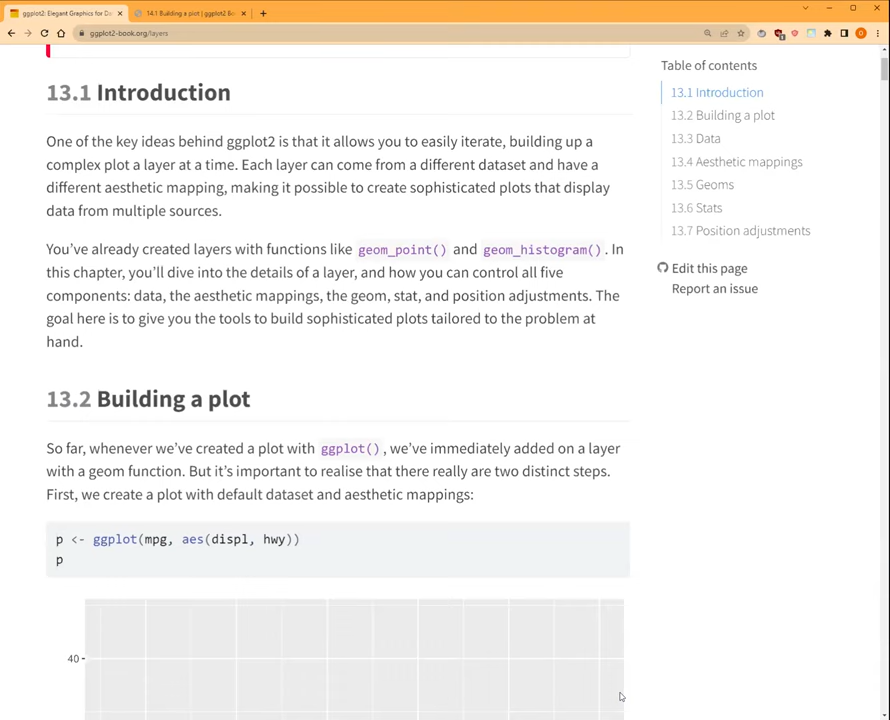 ggplot2: Elegant Graphics for Da
14.1 Building a plot | ggplot2 Bo
ggplot2-book.org/layers
13.1 Introduction
One of the key ideas behind ggplot2 is that it allows you to easily iterate, building up a
complex plot a layer at a time. Each layer can come from a different dataset and have a
different aesthetic mapping, making it possible to create sophisticated plots that display
data from multiple sources.
You’ve already created layers with functions like geom_point() and geom_histogram(). In
this chapter, you’ll dive into the details of a layer, and how you can control all five
components: data, the aesthetic mappings, the geom, stat, and position adjustments. The
goal here is to give you the tools to build sophisticated plots tailored to the problem at
hand.
13.2 Building a plot
So far, whenever we’ve created a plot with ggplot(), we’ve immediately added on a layer
with a geom function. But it’s important to realise that there really are two distinct steps.
First, we create a plot with default dataset and aesthetic mappings:
p <- ggplot(mpg, aes(displ, hwy))
p
40
Table of contents
13.1 Introduction
13.2 Building a plot
13.3 Data
13.4 Aesthetic mappings
13.5 Geoms
13.6 Stats
13.7 Position adjustments
Edit this page
Report an issue